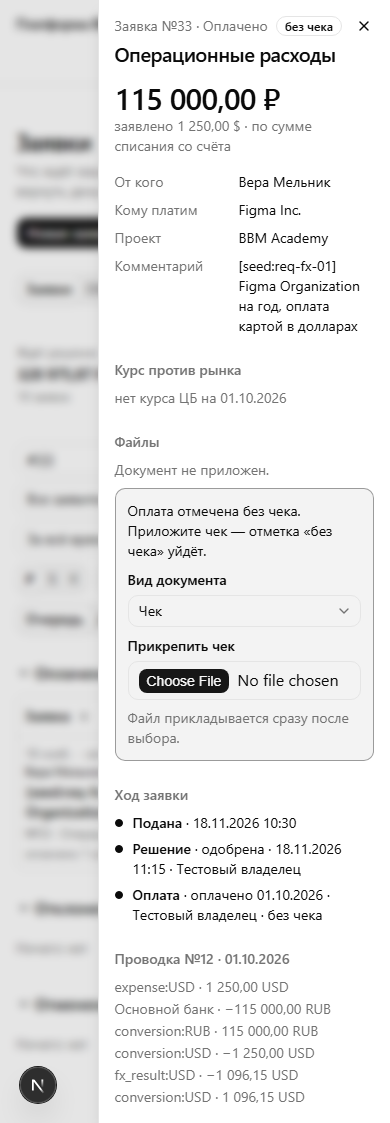 Заявка №33 · Оплачено без чека
Операционные расходы
115 000,00 ₽
заявлено 1 250,00 $ · по сумме
списания со счёта
От кого Вера Мельник
Кому платим Figma Inc.
Проект BBM Academy
Комментарий [seed:req-fx-01]
Figma Organization
на год, оплата
картой в долларах
Курс против рынка
нет курса ЦБ на 01.10.2026
Файлы
Документ не приложен.
Оплата отмечена без чека.
Приложите чек — отметка «без
чека» уйдёт.
Вид документа
Чек
Прикрепить чек
Choose File No file chosen
Файл прикладывается сразу после
выбора.
Ход заявки
Подана · 18.11.2026 10:30
Решение · одобрена · 18.11.2026
11:15 · Тестовый владелец
Оплата · оплачено 01.10.2026 ·
Тестовый владелец · без чека
Проводка №12 · 01.10.2026
expense:USD · 1 250,00 USD
Основной банк · −115 000,00 RUB
conversion:RUB · 115 000,00 RUB
conversion:USD · −1 250,00 USD
fx_result:USD · −1 096,15 USD
conversion:USD · 1 096,15 USD
N